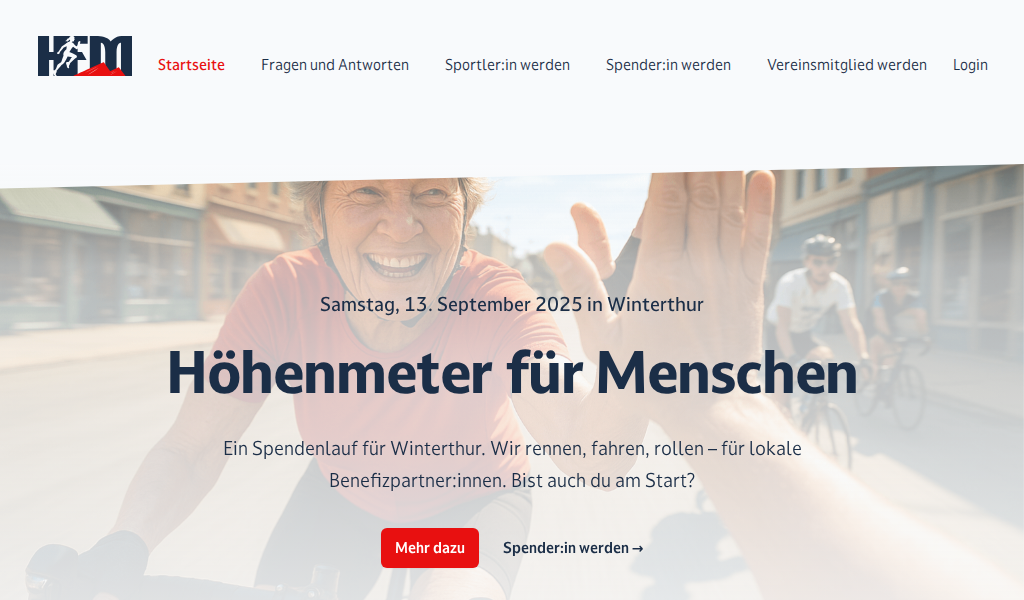 HFM
Startseite
Fragen und Antworten
Sportler:in werden
Spender:in werden
Vereinsmitglied werden
Login
Samstag, 13. September 2025 in Winterthur
Höhenmeter für Menschen
Ein Spendenlauf für Winterthur. Wir rennen, fahren, rollen – für lokale
Benefizpartner:innen. Bist auch du am Start?
Mehr dazu
Spender:in werden →